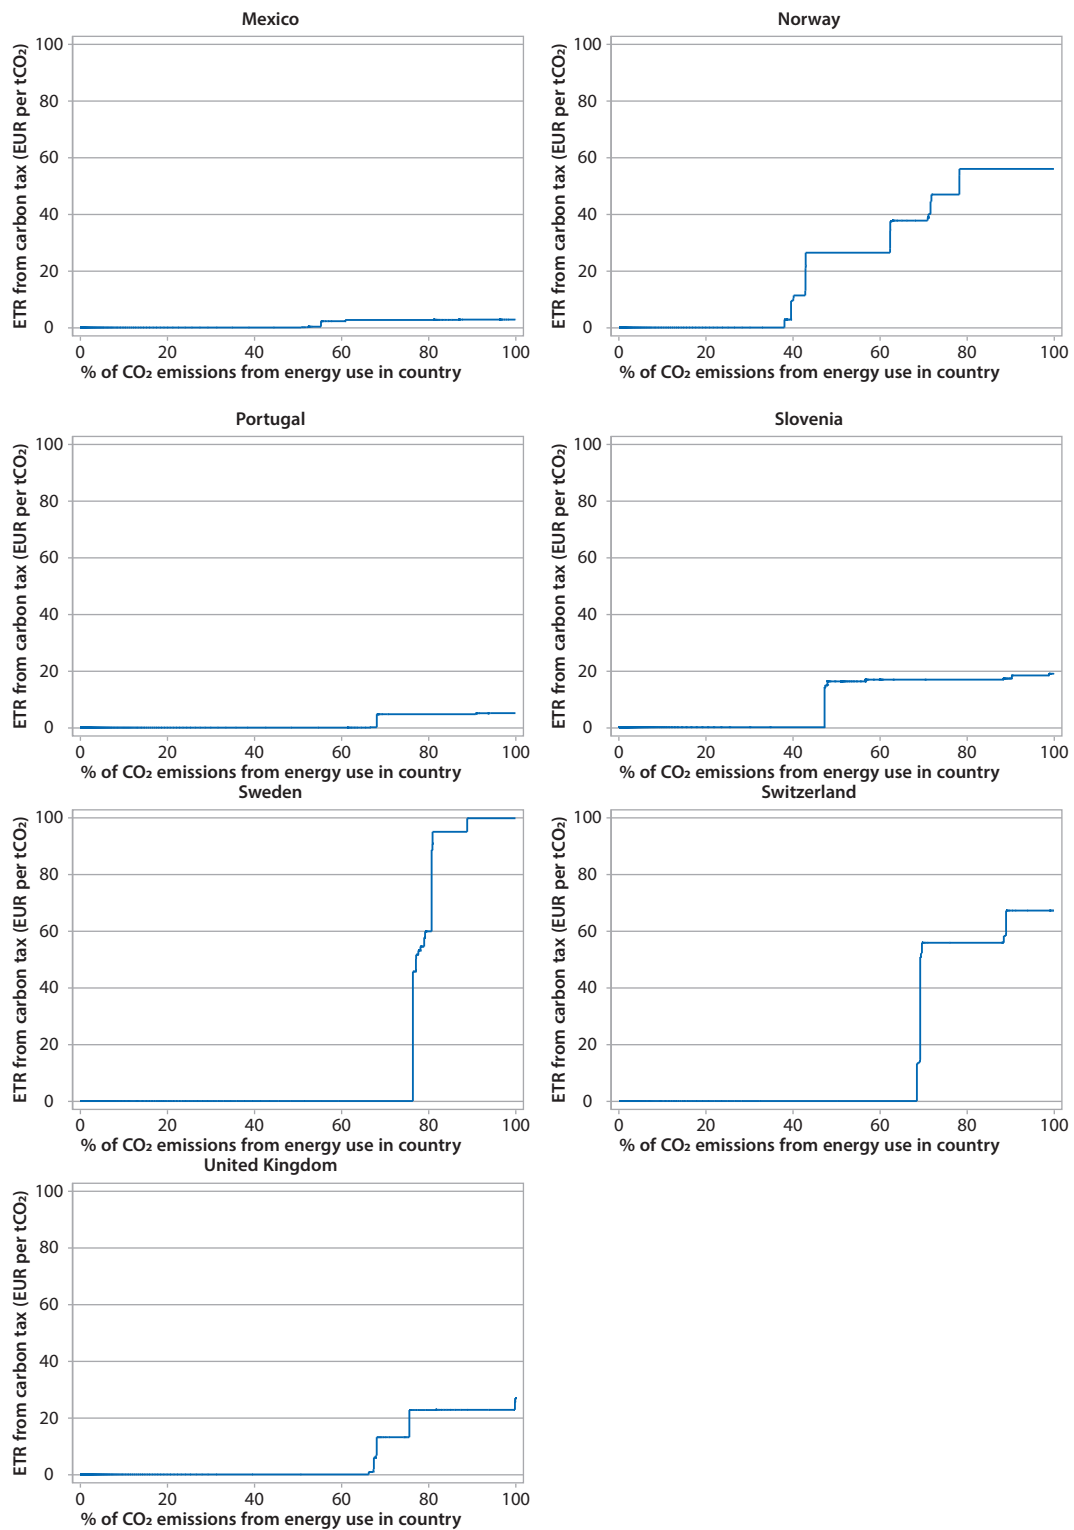 Mexico
ETR from carbon tax (EUR per tCO₂)
100
80
60
40
20
0
0 20 40 60 80 100
% of CO₂ emissions from energy use in country
Norway
ETR from carbon tax (EUR per tCO₂)
100
80
60
40
20
0
0 20 40 60 80 100
% of CO₂ emissions from energy use in country
Portugal
ETR from carbon tax (EUR per tCO₂)
100
80
60
40
20
0
0 20 40 60 80 100
% of CO₂ emissions from energy use in country
Slovenia
ETR from carbon tax (EUR per tCO₂)
100
80
60
40
20
0
0 20 40 60 80 100
% of CO₂ emissions from energy use in country
Sweden
ETR from carbon tax (EUR per tCO₂)
100
80
60
40
20
0
0 20 40 60 80 100
% of CO₂ emissions from energy use in country
Switzerland
ETR from carbon tax (EUR per tCO₂)
100
80
60
40
20
0
0 20 40 60 80 100
% of CO₂ emissions from energy use in country
United Kingdom
ETR from carbon tax (EUR per tCO₂)
100
80
60
40
20
0
0 20 40 60 80 100
% of CO₂ emissions from energy use in country